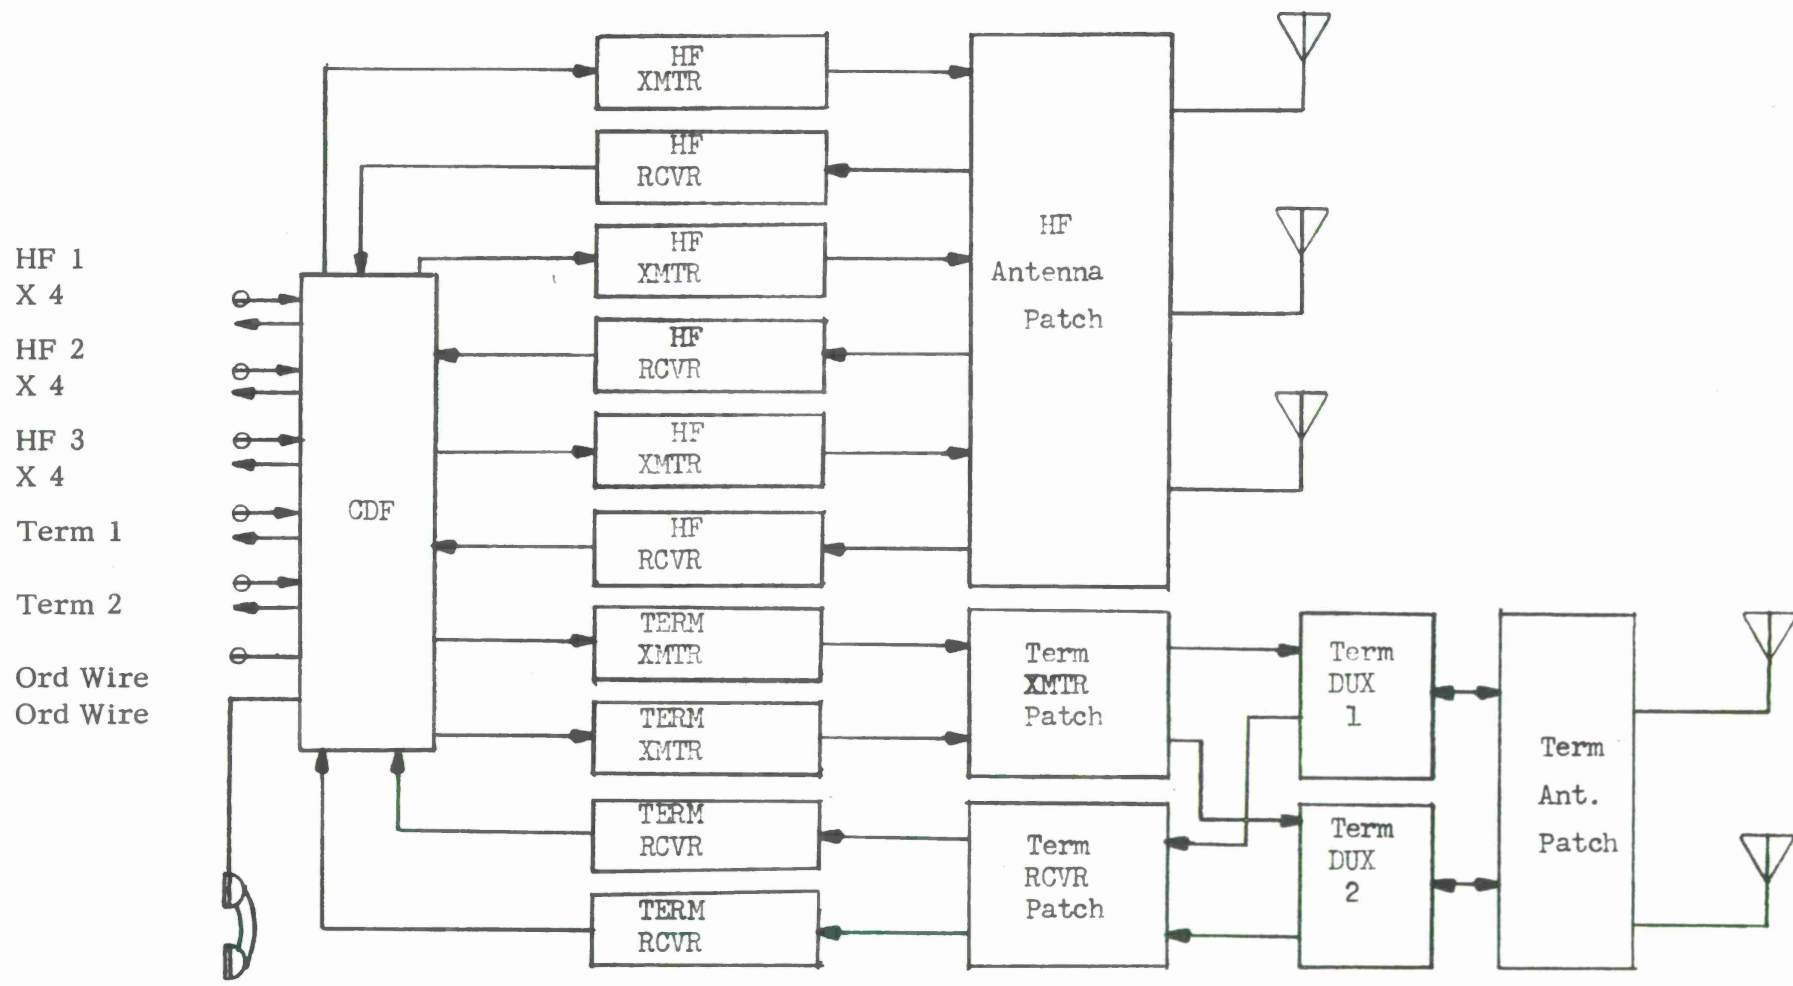 HF 1
X 4
HF 2
X 4
HF 3
X 4
Term 1
Term 2
Ord Wire
Ord Wire
CDF
HF
XMTR
HF
RCVR
HF
XMTR
HF
RCVR
HF
XMTR
HF
RCVR
TERM
XMTR
TERM
XMTR
TERM
RCVR
TERM
RCVR
HF
Antenna
Patch
Term
XMTR
Patch
Term
RCVR
Patch
Term
DUX
1
Term
DUX
2
Term
Ant.
Patch